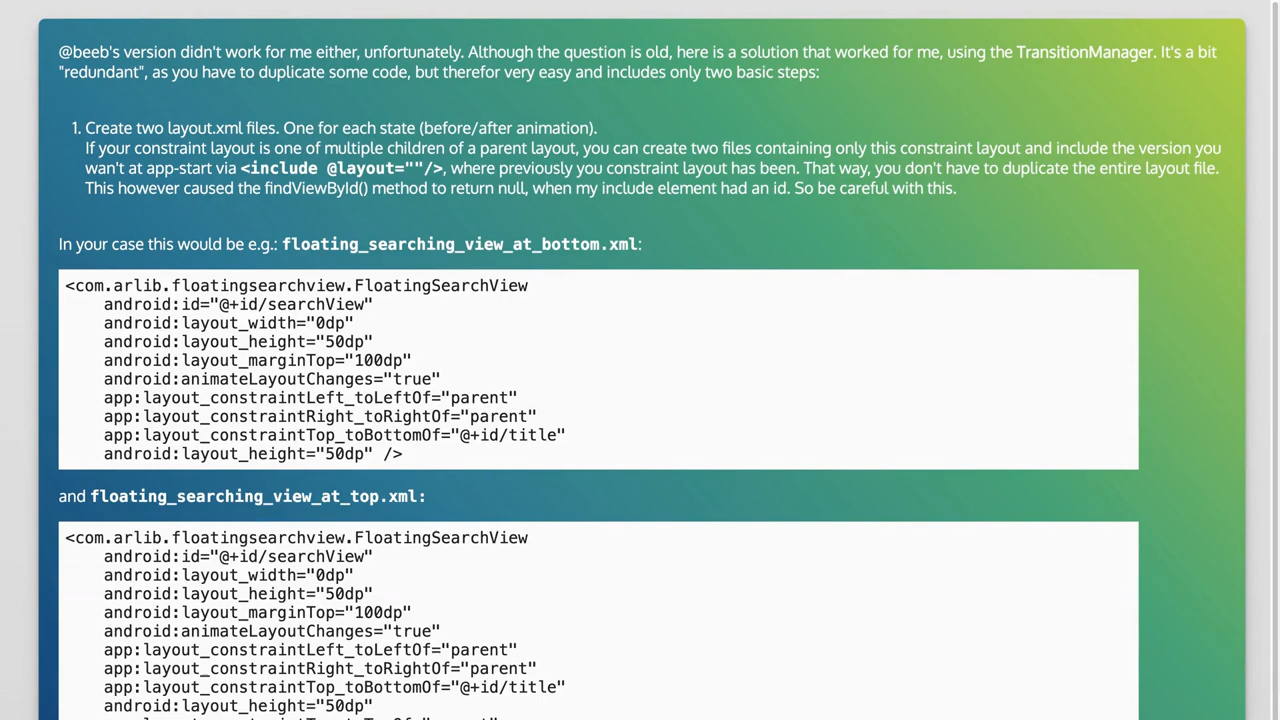 @beeb's version didn't work for me either, unfortunately. Although the question is old, here is a solution that worked for me, using the TransitionManager. It's a bit
"redundant", as you have to duplicate some code, but therefor very easy and includes only two basic steps:
1. Create two layout.xml files. One for each state (before/after animation).
If your constraint layout is one of multiple children of a parent layout, you can create two files containing only this constraint layout and include the version you
wan't at app-start via <include @layout=""/>, where previously you constraint layout has been. That way, you don't have to duplicate the entire layout file.
This however caused the findViewById() method to return null, when my include element had an id. So be careful with this.
In your case this would be e.g.: floating_searching_view_at_bottom.xml:
<com.arlib.floatingsearchview.FloatingSearchView
    android:id="@+id/searchView"
    android:layout_width="0dp"
    android:layout_height="50dp"
    android:layout_marginTop="100dp"
    android:animateLayoutChanges="true"
    app:layout_constraintLeft_toLeftOf="parent"
    app:layout_constraintRight_toRightOf="parent"
    app:layout_constraintTop_toBottomOf="@+id/title"
    android:layout_height="50dp" />
and floating_searching_view_at_top.xml:
<com.arlib.floatingsearchview.FloatingSearchView
    android:id="@+id/searchView"
    android:layout_width="0dp"
    android:layout_height="50dp"
    android:layout_marginTop="100dp"
    android:animateLayoutChanges="true"
    app:layout_constraintLeft_toLeftOf="parent"
    app:layout_constraintRight_toRightOf="parent"
    app:layout_constraintTop_toBottomOf="@+id/title"
    android:layout_height="50dp"